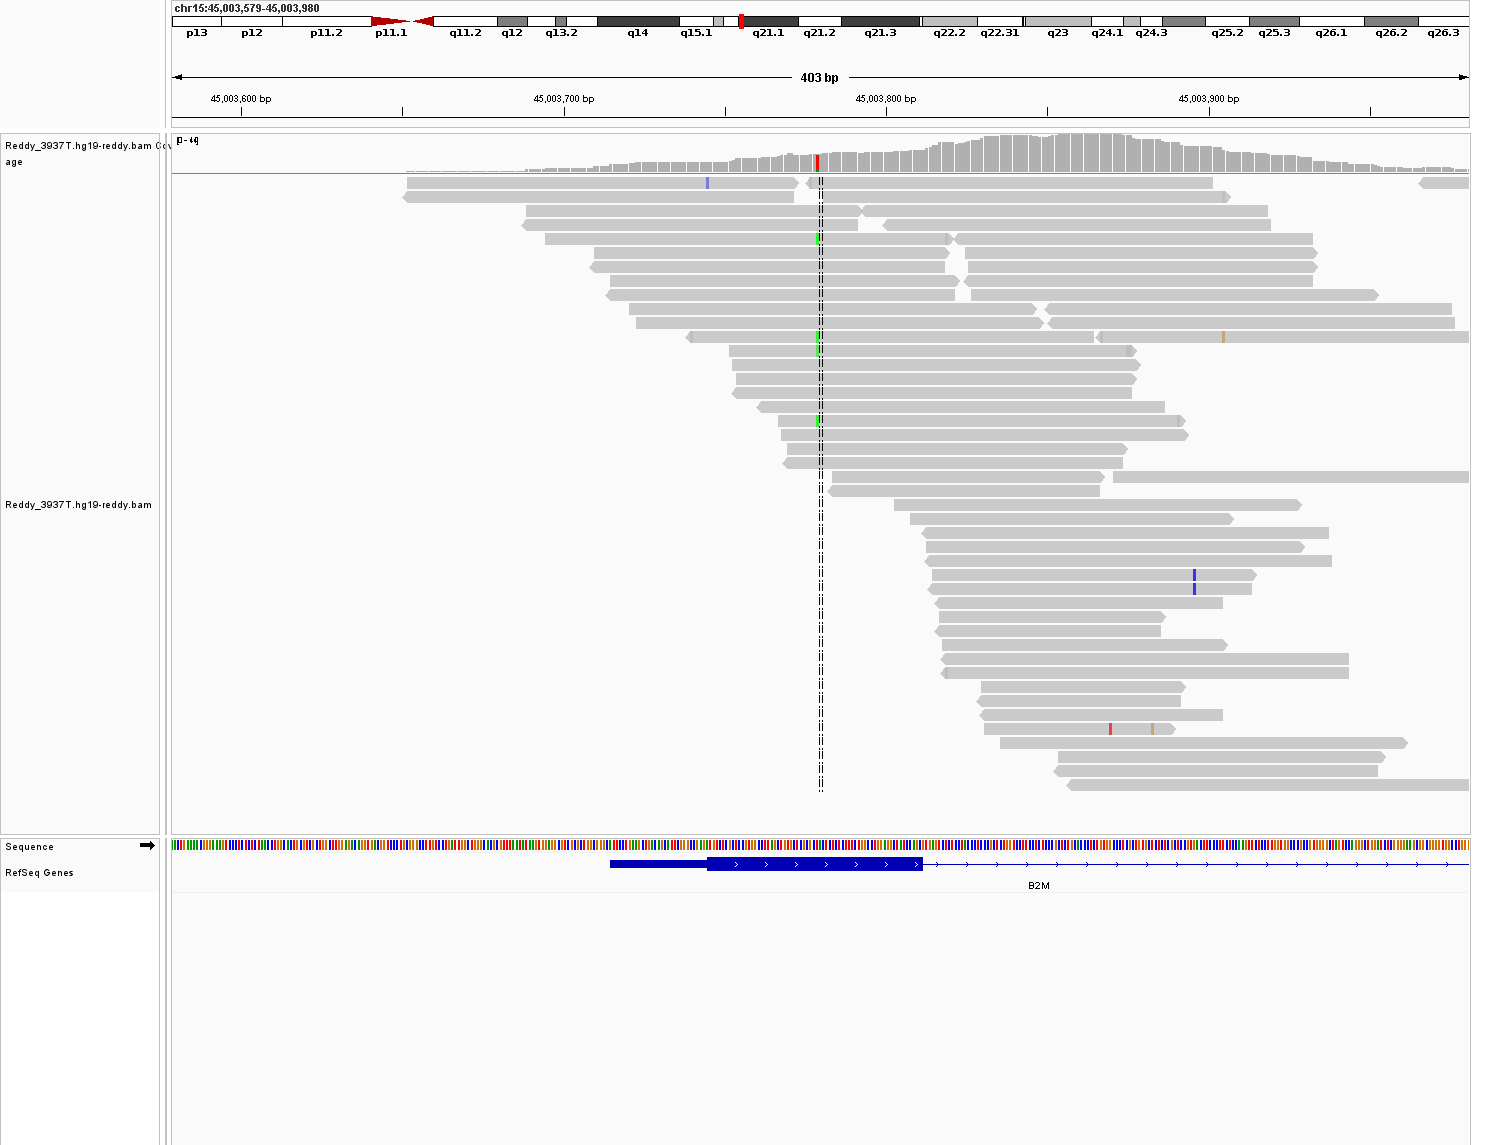 chr15:45,003,579-45,003,980
p13 p12 p11.2 p11.1 q11.2 q12 q13.2 q14 q15.1 q21.1 q21.2 q21.3 q22.2 q22.31 q23 q24.1 q24.3 q25.2 q25.3 q26.1 q26.2 q26.3
403 bp
45,003,600 bp 45,003,700 bp 45,003,800 bp 45,003,900 bp
[0 - 44]
Reddy_3937T.hg19-reddy.bam Cov
age
Reddy_3937T.hg19-reddy.bam
Sequence
RefSeq Genes
B2M